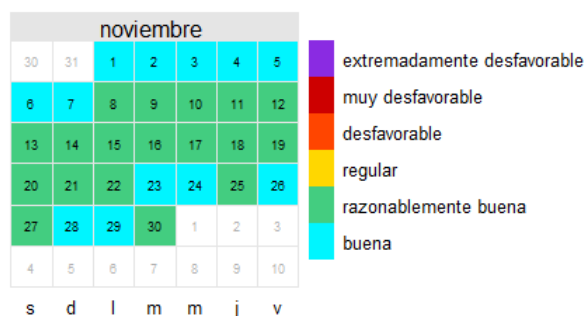 noviembre
30 31 1 2 3 4 5
6 7 8 9 10 11 12
13 14 15 16 17 18 19
20 21 22 23 24 25 26
27 28 29 30 1 2 3
4 5 6 7 8 9 10
s d l m m j v
extremadamente desfavorable
muy desfavorable
desfavorable
regular
razonablemente buena
buena